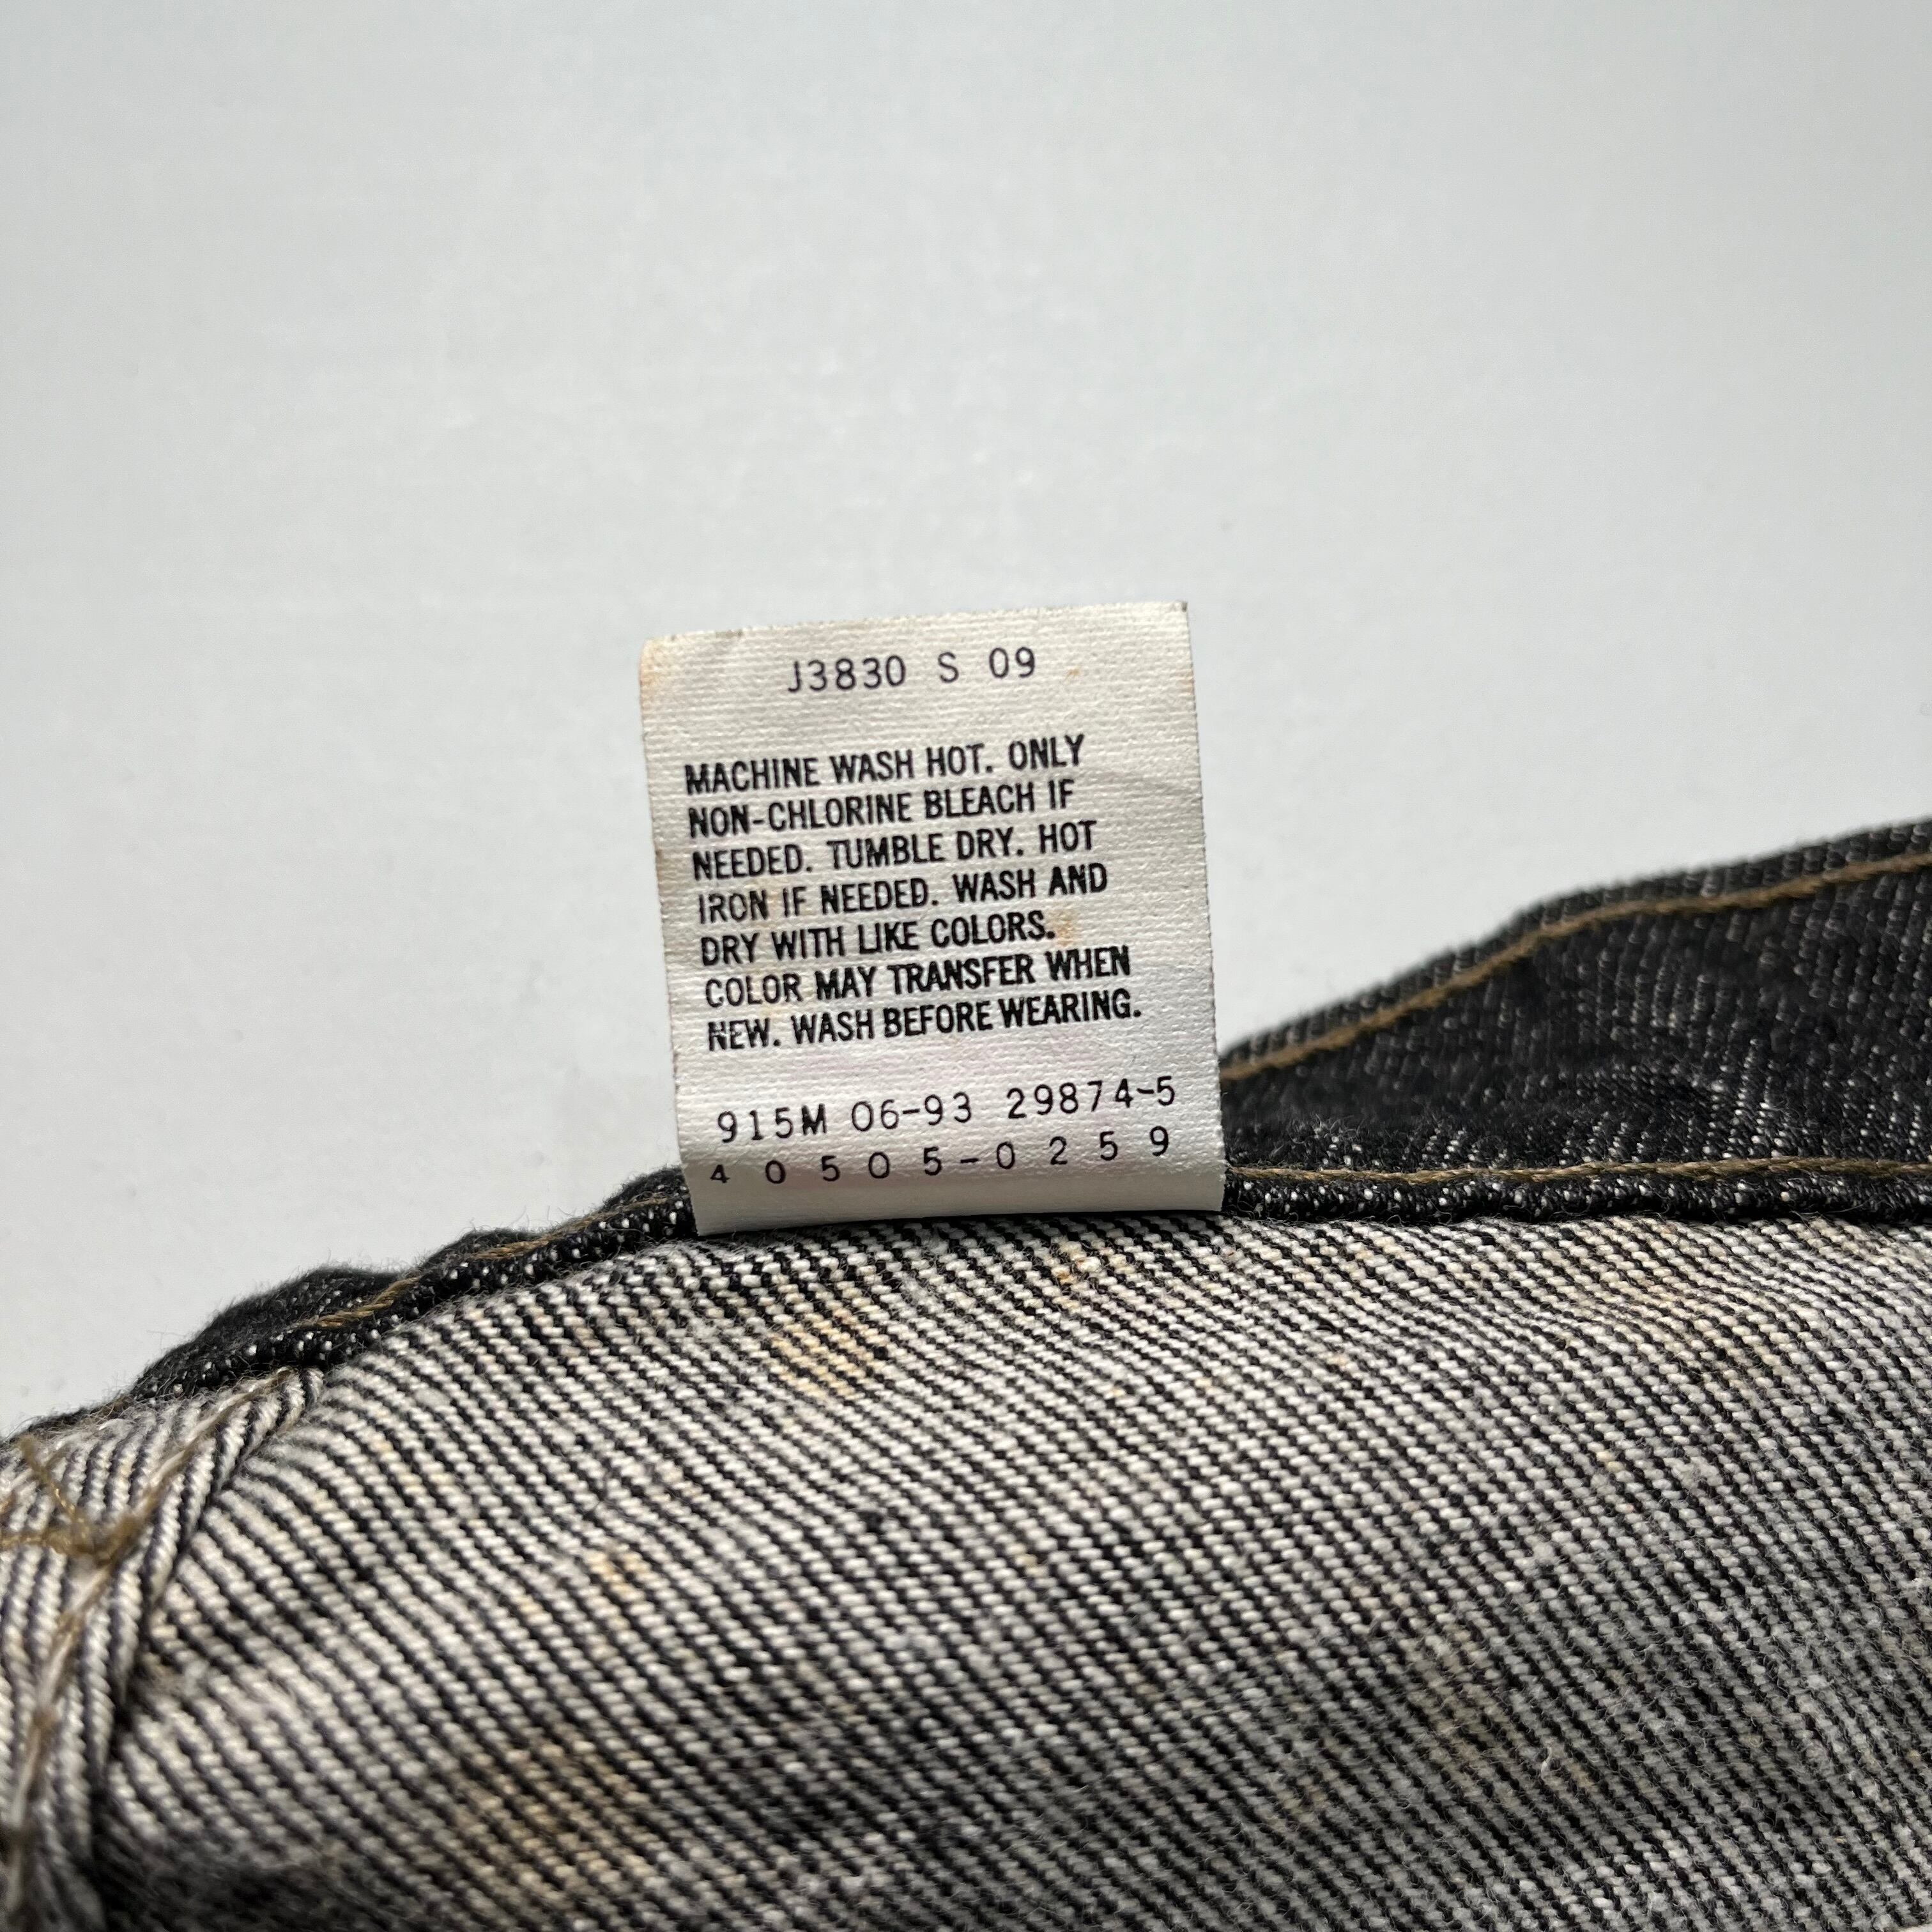 J3830 S 09
MACHINE WASH HOT. ONLY
NON-CHLORINE BLEACH IF
NEEDED. TUMBLE DRY. HOT
IRON IF NEEDED. WASH AND
DRY WITH LIKE COLORS.
COLOR MAY TRANSFER WHEN
NEW. WASH BEFORE WEARING.
915M 06-93 29874-5
40505-0259